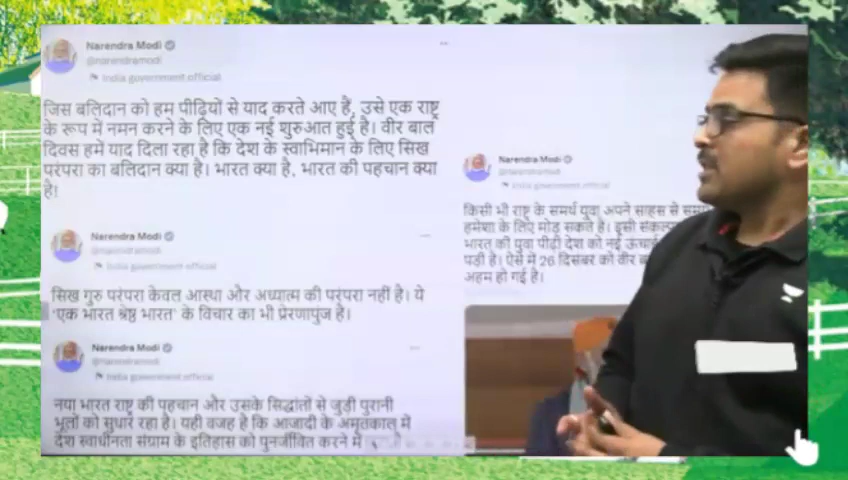 Narendra Modi
@narendramodi
India government official
जिस बलिदान को हम पीढ़ियों से याद करते आए हैं, उसे एक राष्ट्र
के रूप में नमन करने के लिए एक नई शुरुआत हुई है। वीर बाल
दिवस हमें याद दिला रहा है कि देश के स्वाभिमान के लिए सिख
परंपरा का बलिदान क्या है। भारत क्या है, भारत की पहचान क्या
है!
Narendra Modi
@narendramodi
India government official
सिख गुरु परंपरा केवल आस्था और अध्यात्म की परंपरा नहीं है। ये
'एक भारत श्रेष्ठ भारत' के विचार का भी प्रेरणापुंज है।
Narendra Modi
@narendramodi
India government official
नया भारत राष्ट्र की पहचान और उसके सिद्धांतों से जुड़ी पुरानी
भूलों को सुधार रहा है। यही वजह है कि आजादी के अमृतकाल में
देश स्वाधीनता संग्राम के इतिहास को पुनर्जीवित करने में
Narendra Modi
@narendramodi
India government official
किसी भी राष्ट्र के समर्थ युवा अपने साहस से
हमेशा के लिए मोड़ सकते हैं। इसी
भारत की युवा पीढ़ी देश को नई
पड़ी है। ऐसे में 26 दिसंबर को वीर
अहम हो गई है।